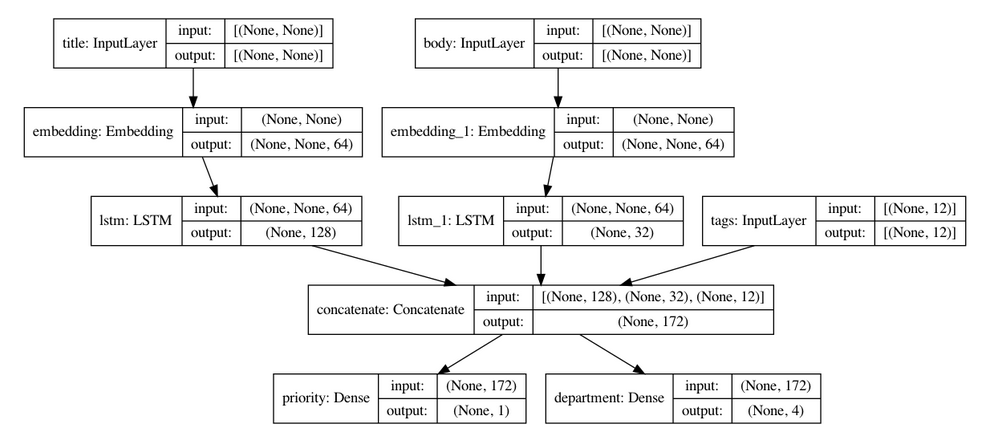 title: InputLayer
input: [(None, None)]
output: [(None, None)]
body: InputLayer
input: [(None, None)]
output: [(None, None)]
embedding: Embedding
input: (None, None)
output: (None, None, 64)
embedding_1: Embedding
input: (None, None)
output: (None, None, 64)
lstm: LSTM
input: (None, None, 64)
output: (None, 128)
lstm_1: LSTM
input: (None, None, 64)
output: (None, 32)
tags: InputLayer
input: [(None, 12)]
output: [(None, 12)]
concatenate: Concatenate
input: [(None, 128), (None, 32), (None, 12)]
output: (None, 172)
priority: Dense
input: (None, 172)
output: (None, 1)
department: Dense
input: (None, 172)
output: (None, 4)